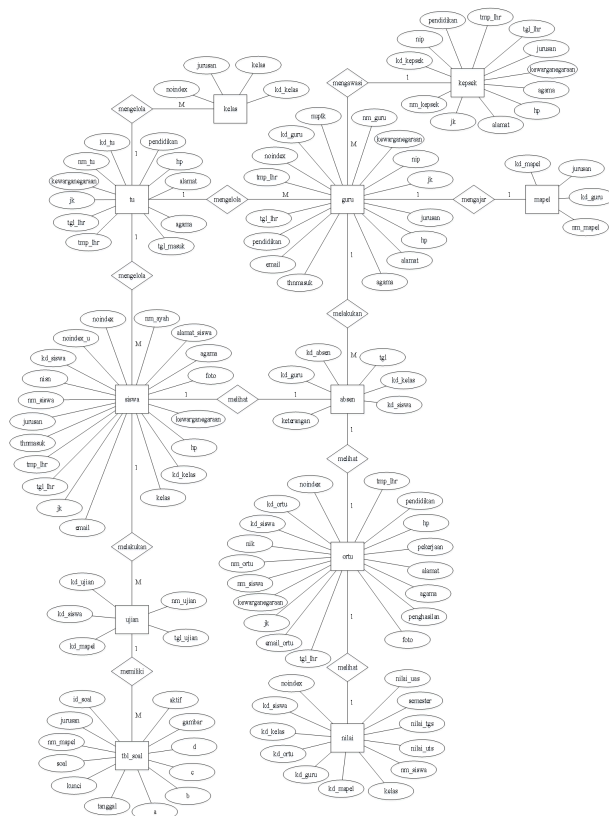 pendidikan
tmp_lhr
nip
tgl_lhr
kd_kepsek
jurusan
mengawasi
1
kepsek
kewarganegaraan
nm_kepsek
agama
jk
alamat
hp
jurusan
kelas
noindex
kd_kelas
mengelola
M
kelas
1
kd_tu
pendidikan
nm_tu
hp
kewarganegaraan
alamat
jk
tu
1
mengelola
M
tgl_lhr
agama
tmp_lhr
tgl_masuk
1
nuptk
nm_guru
kd_guru
M
kewarganegaraan
noindex
nip
tmp_lhr
jk
guru
1
mengajar
1
mapel
kd_mapel
jurusan
kd_guru
nm_mapel
tgl_lhr
jurusan
pendidikan
hp
email
alamat
thnmasuk
1
agama
mengelola
melakukan
M
M
noindex
nm_ayah
noindex_u
alamat_siswa
kd_siswa
agama
nisn
foto
nm_siswa
siswa
1
melihat
1
absen
jurusan
kewarganegaraan
thnmasuk
hp
tmp_lhr
kd_kelas
tgl_lhr
kelas
jk
1
email
kd_absen
tgl
kd_guru
kd_kelas
keterangan
kd_siswa
1
melihat
1
noindex
tmp_lhr
kd_ortu
pendidikan
kd_siswa
hp
nik
pekerjaan
nm_ortu
ortu
alamat
nm_siswa
agama
kewarganegaraan
penghasilan
jk
foto
email_ortu
tgl_lhr
1
melakukan
M
kd_ujian
nm_ujian
kd_siswa
ujian
kd_mapel
tgl_ujian
1
memiliki
M
melihat
1
id_soal
aktif
jurusan
gambar
nm_mapel
d
soal
tbl_soal
c
kunci
b
tanggal
a
noindex
nilai_uas
kd_siswa
semester
kd_kelas
nilai
nilai_tgs
kd_ortu
nilai_uts
kd_guru
nm_siswa
kd_mapel
kelas